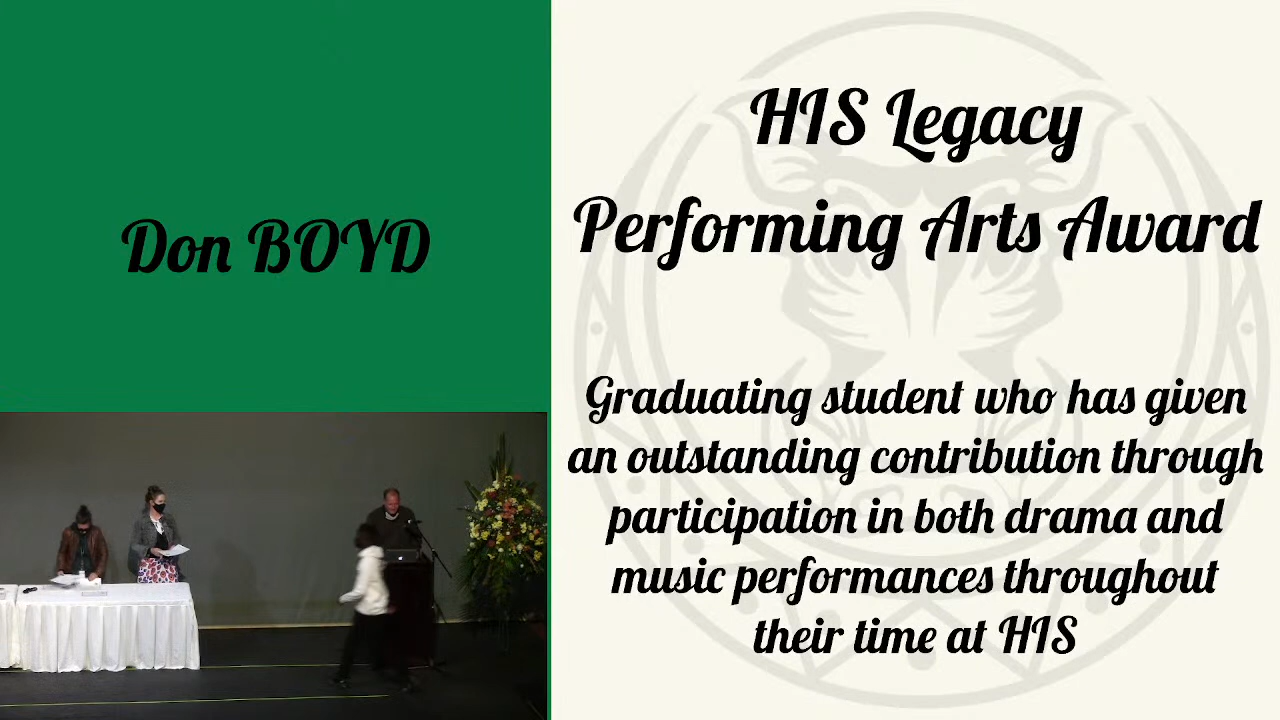 Don BOYD
HIS Legacy
Performing Arts Award
Graduating student who has given
an outstanding contribution through
participation in both drama and
music performances throughout
their time at HIS